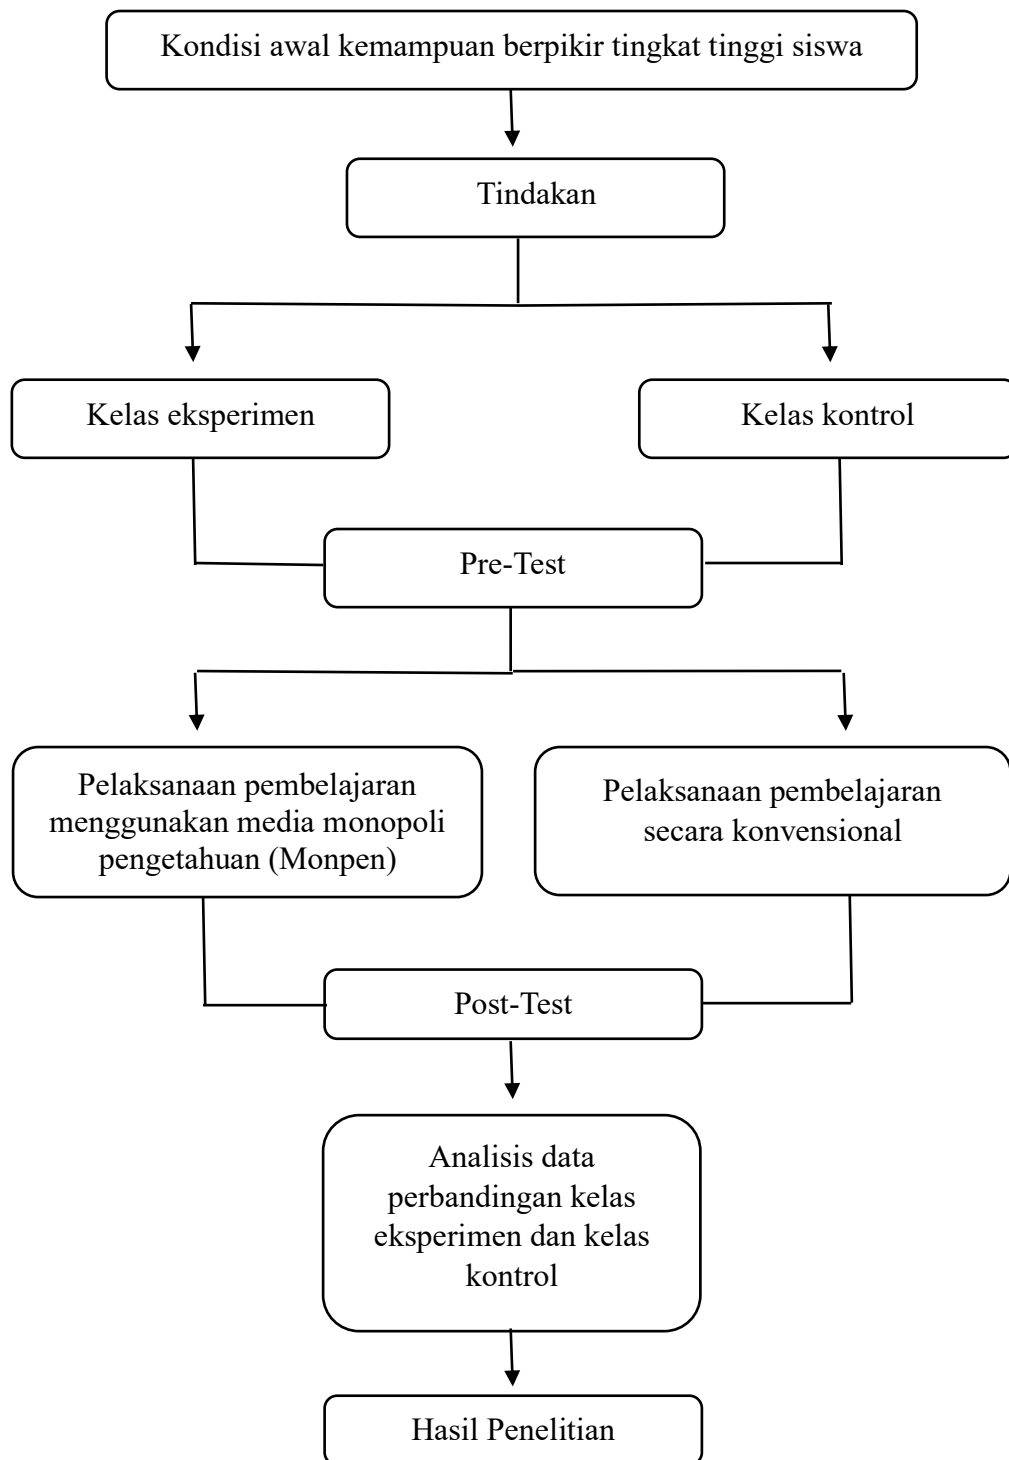 Kondisi awal kemampuan berpikir tingkat tinggi siswa
Tindakan
Kelas eksperimen
Kelas kontrol
Pre-Test
Pelaksanaan pembelajaran
menggunakan media monopoli
pengetahuan (Monpen)
Pelaksanaan pembelajaran
secara konvensional
Post-Test
Analisis data
perbandingan kelas
eksperimen dan kelas
kontrol
Hasil Penelitian